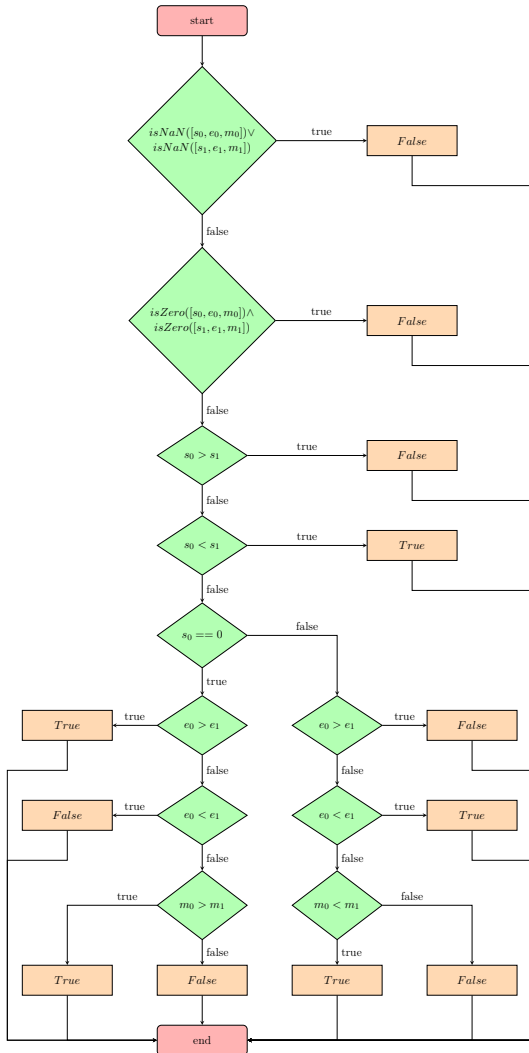 start
isNaN([s₀, e₀, m₀])∨
isNaN([s₁, e₁, m₁])
true
False
false
isZero([s₀, e₀, m₀])∧
isZero([s₁, e₁, m₁])
true
False
false
s₀ > s₁
true
False
false
s₀ < s₁
true
True
false
s₀ == 0
false
true
True
true
e₀ > e₁
e₀ > e₁
true
False
false
false
False
true
e₀ < e₁
e₀ < e₁
true
True
false
false
true
m₀ > m₁
m₀ < m₁
false
false
true
True
False
True
False
end